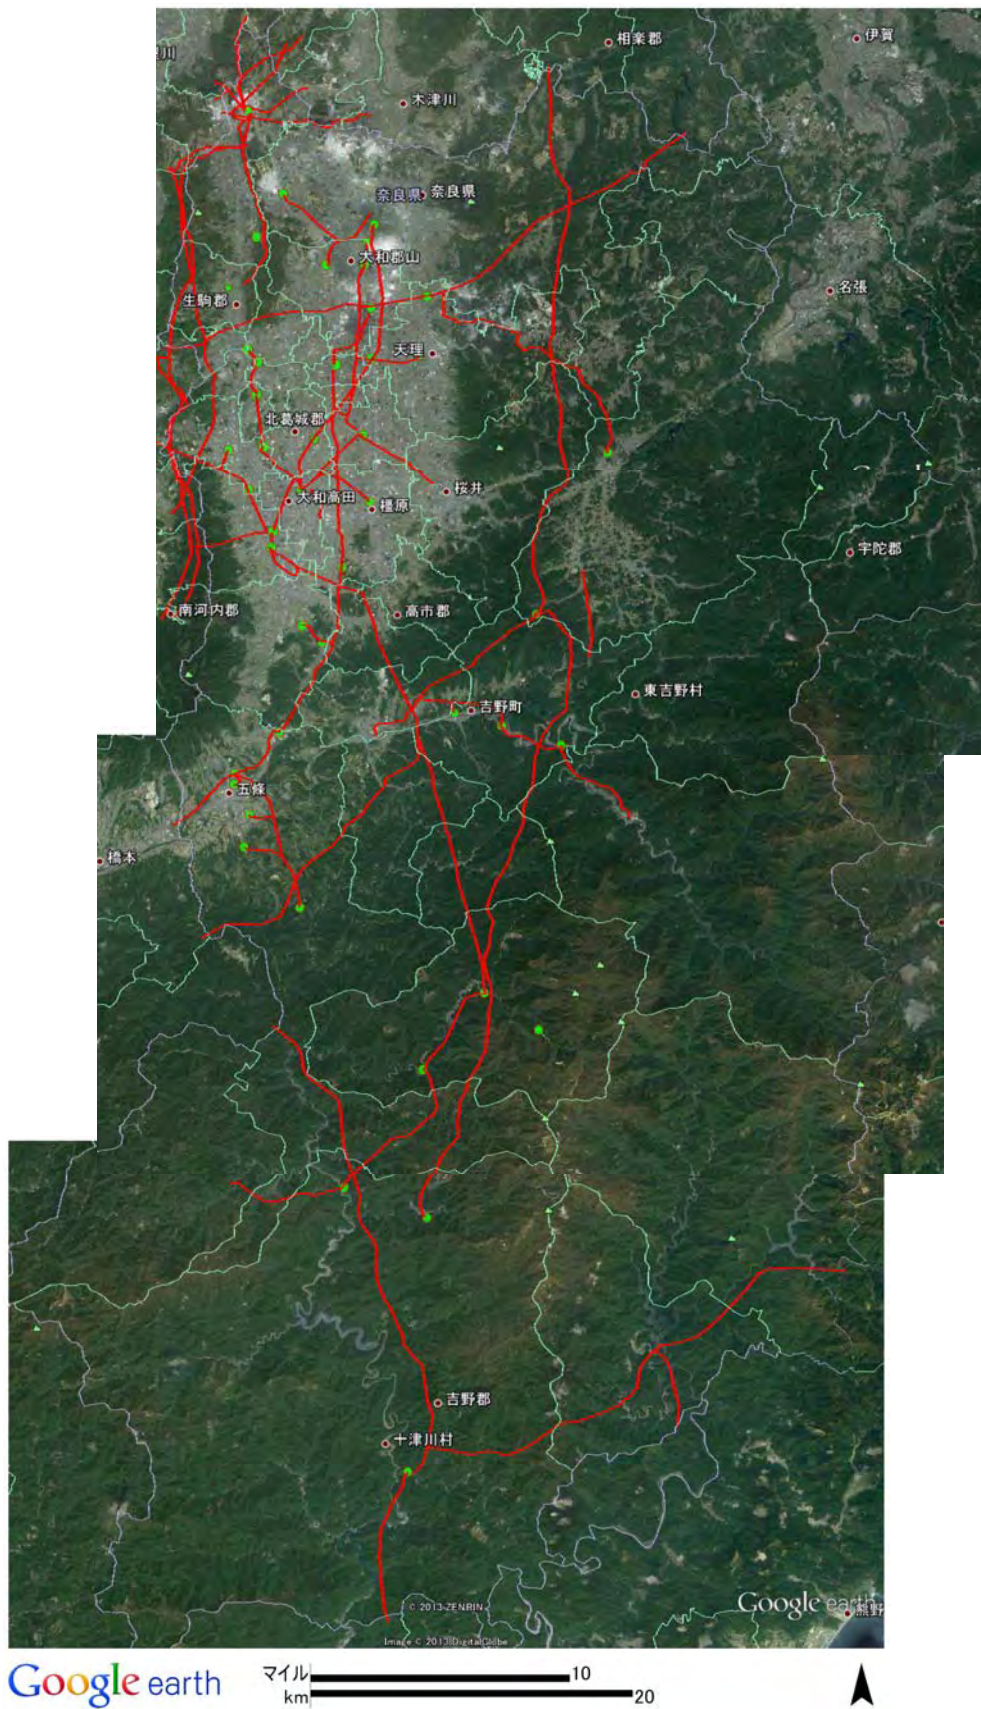 相楽郡
伊賀
川
木津川
奈良県
奈良県
大和郡山
生駒郡
名張
天理
北葛城郡
大和高田
橿原
桜井
宇陀郡
南河内郡
高市郡
東吉野村
吉野町
五條
橋本
吉野郡
十津川村
© 2013 ZENRIN
Image © 2013 DigitalGlobe
Google earth
熊野
Google earth
マイル 10
km 20